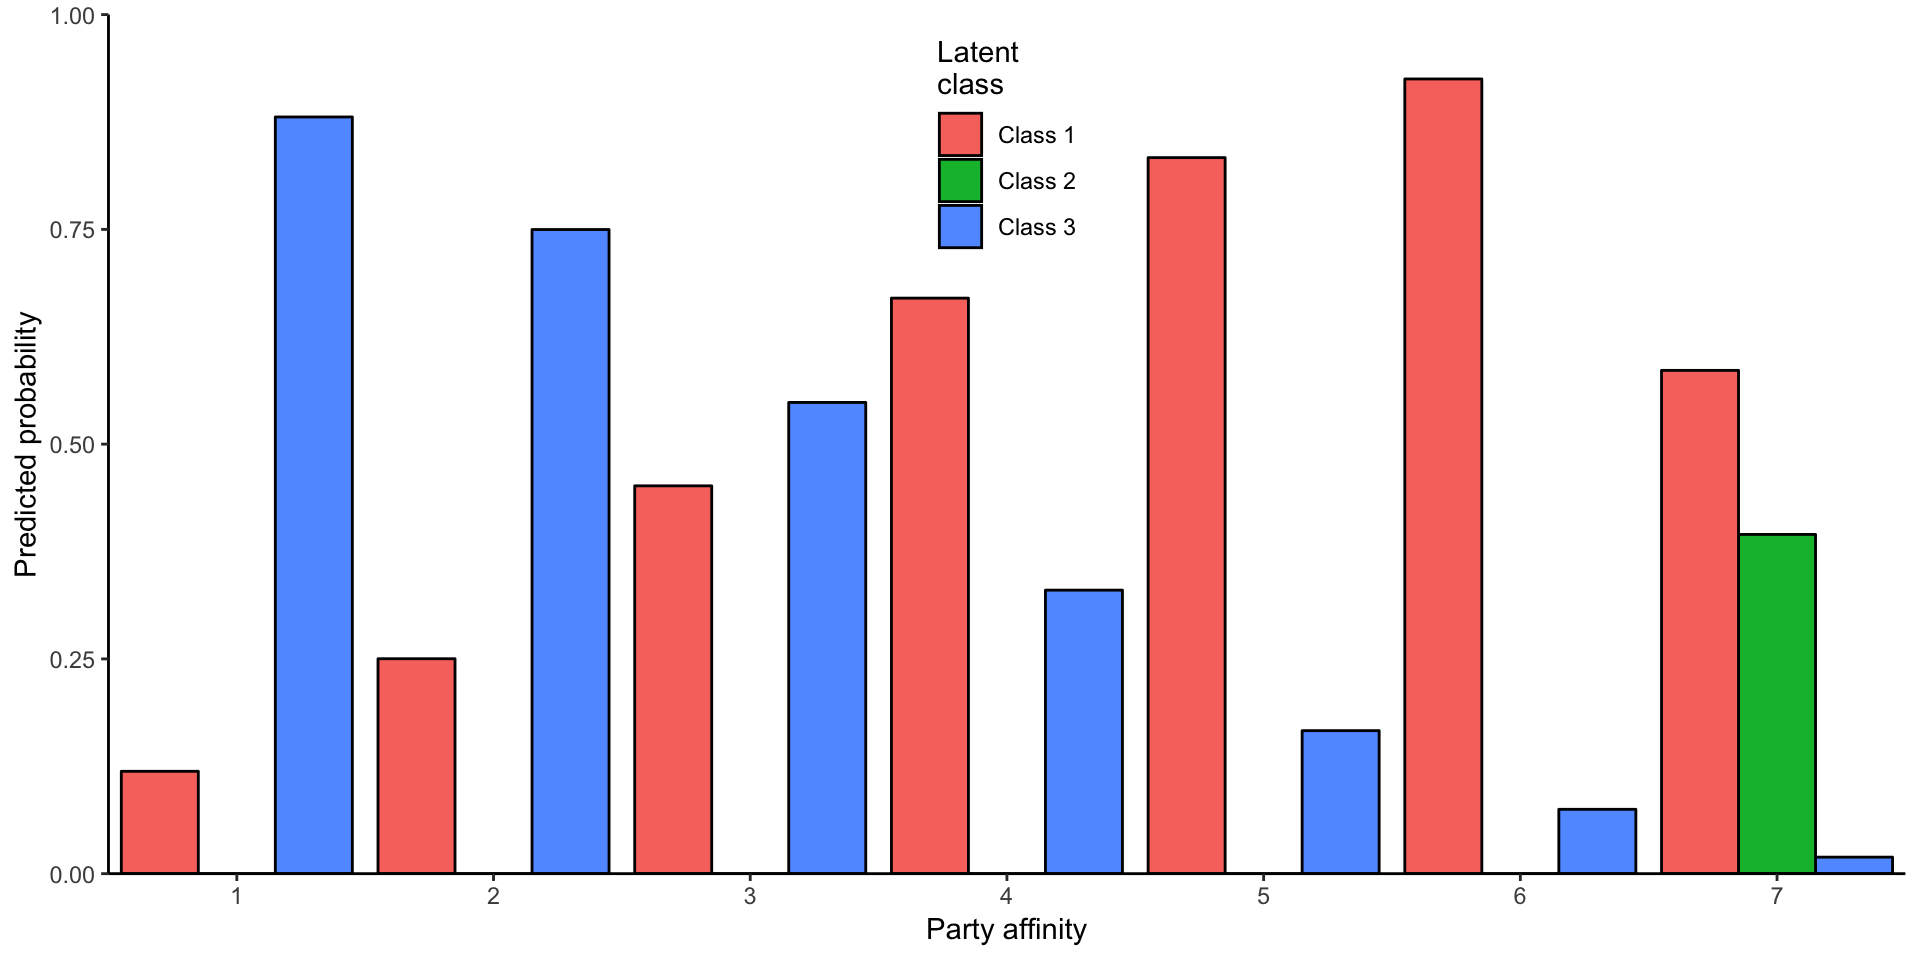 1.00
0.75
0.50
0.25
0.00
Predicted probability
Latent
class
Class 1
Class 2
Class 3
1 2 3 4 5 6 7
Party affinity